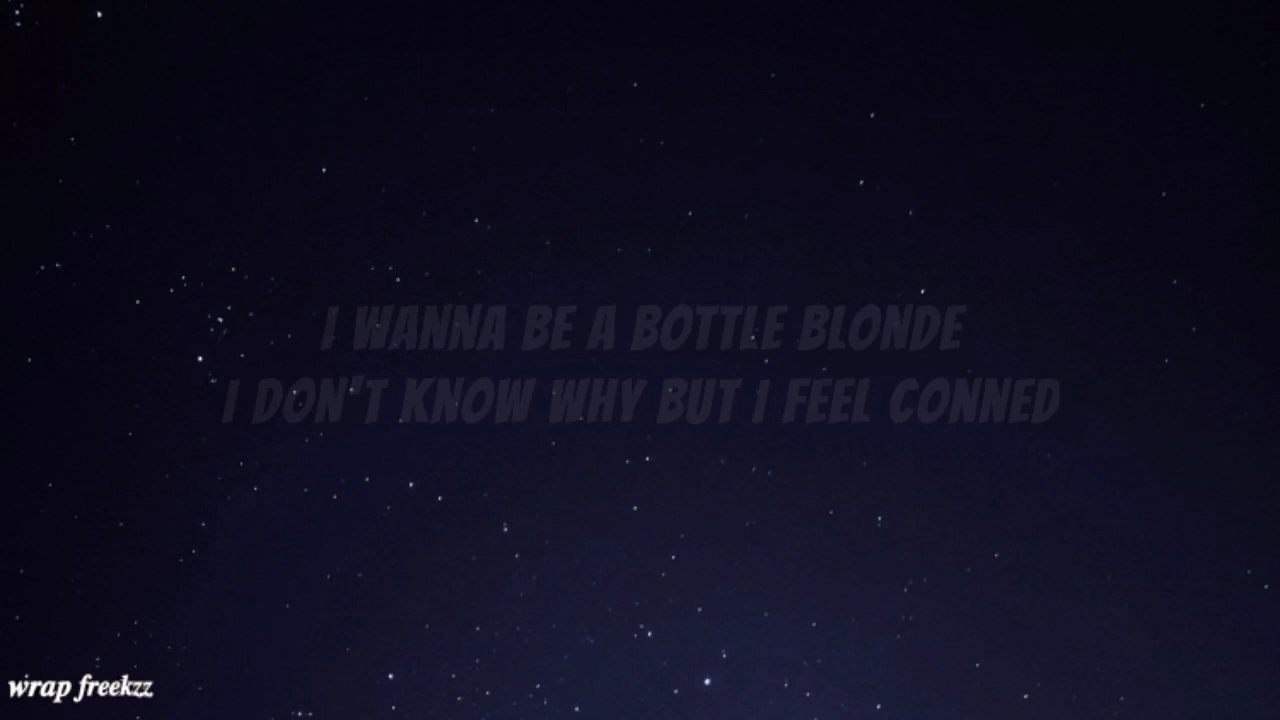 I WANNA BE A BOTTLE BLONDE
I DON'T KNOW WHY BUT I FEEL CONNED
wrap freekzz